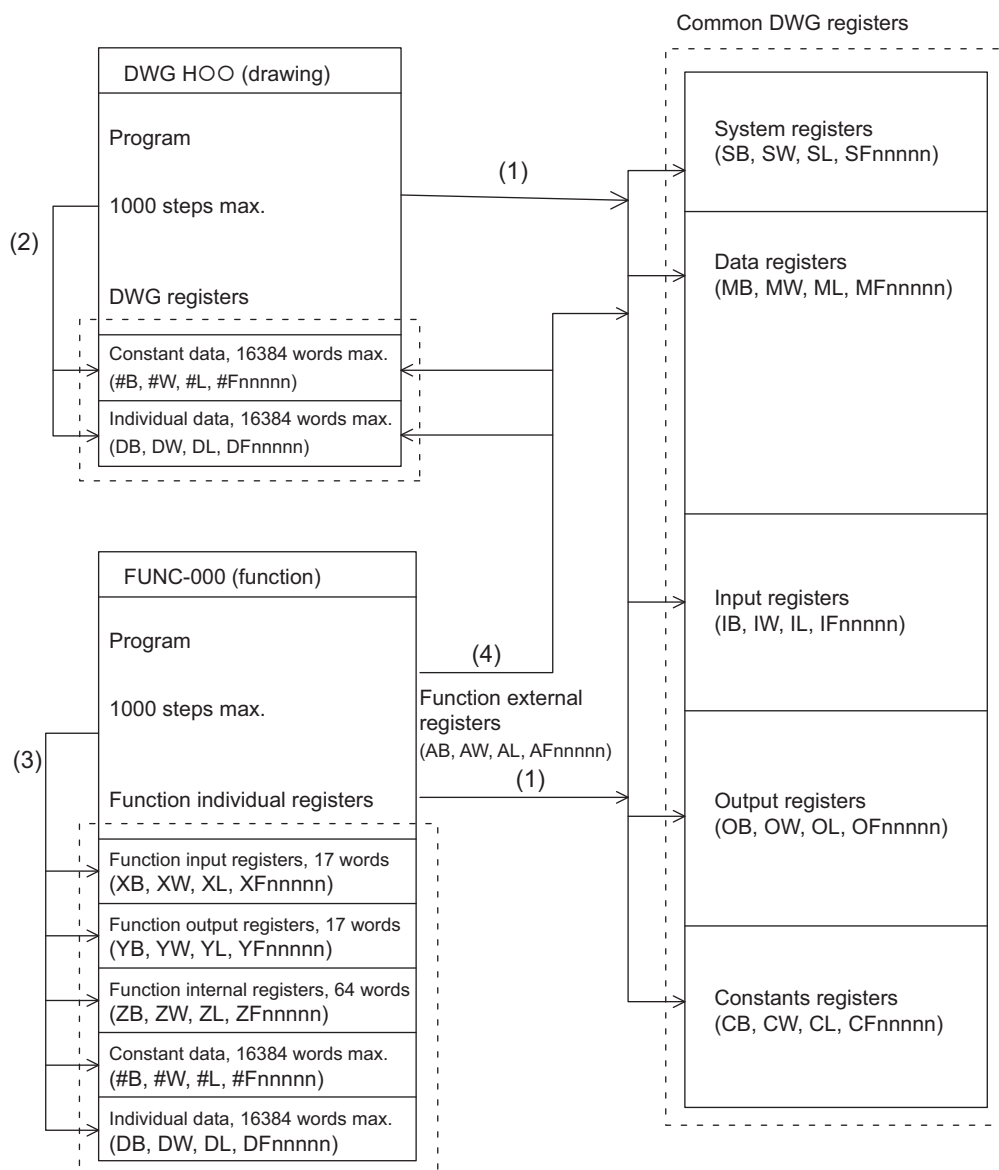 Common DWG registers
DWG H○○ (drawing)
Program
1000 steps max.
DWG registers
Constant data, 16384 words max.
(#B, #W, #L, #Fnnnnn)
Individual data, 16384 words max.
(DB, DW, DL, DFnnnnn)
(1)
(2)
System registers
(SB, SW, SL, SFnnnnn)
Data registers
(MB, MW, ML, MFnnnnn)
Input registers
(IB, IW, IL, IFnnnnn)
Output registers
(OB, OW, OL, OFnnnnn)
Constants registers
(CB, CW, CL, CFnnnnn)
FUNC-000 (function)
Program
1000 steps max.
Function individual registers
Function input registers, 17 words
(XB, XW, XL, XFnnnnn)
Function output registers, 17 words
(YB, YW, YL, YFnnnnn)
Function internal registers, 64 words
(ZB, ZW, ZL, ZFnnnnn)
Constant data, 16384 words max.
(#B, #W, #L, #Fnnnnn)
Individual data, 16384 words max.
(DB, DW, DL, DFnnnnn)
(3)
(4)
Function external
registers
(AB, AW, AL, AFnnnnn)
(1)